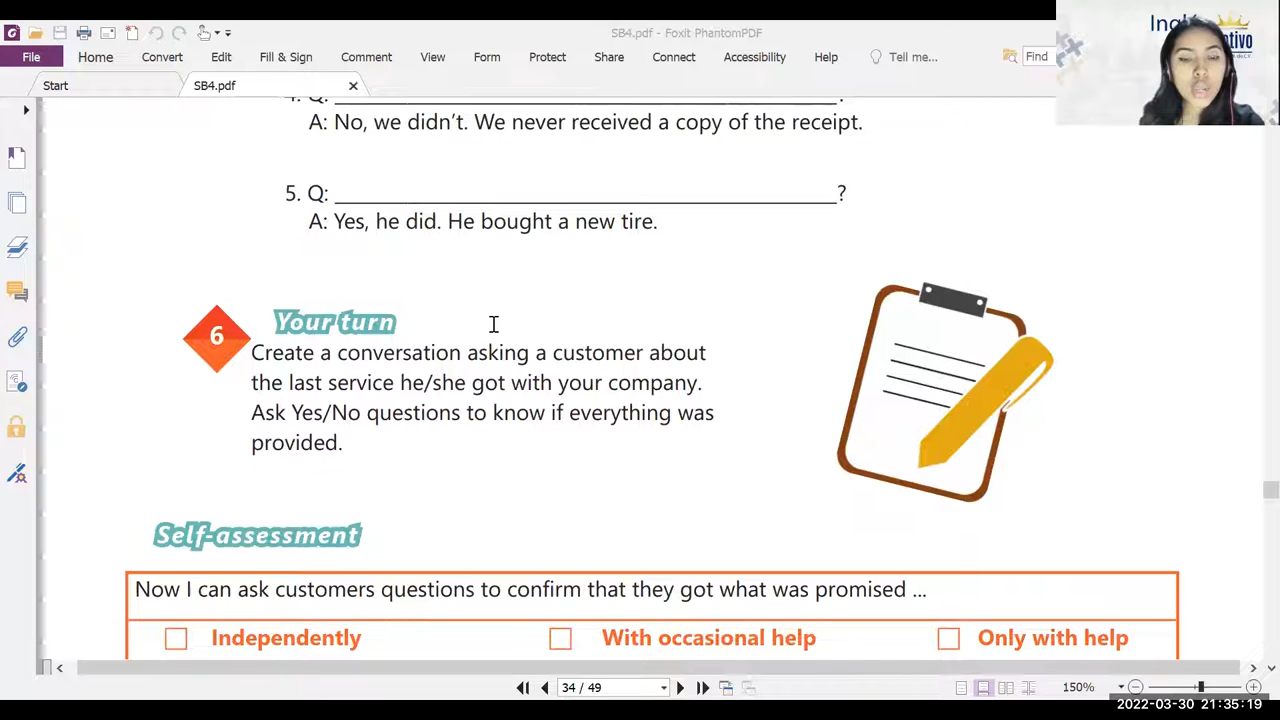 SB4.pdf - Foxit PhantomPDF
File Home Convert Edit Fill & Sign Comment View Form Protect Share Connect Accessibility Help Tell me... Find
Start SB4.pdf
4. Q: ?
A: No, we didn't. We never received a copy of the receipt.
5. Q: ?
A: Yes, he did. He bought a new tire.
6 Your turn
Create a conversation asking a customer about
the last service he/she got with your company.
Ask Yes/No questions to know if everything was
provided.
Self-assessment
Now I can ask customers questions to confirm that they got what was promised ...
Independently With occasional help Only with help
34 / 49 150%
2022-03-30 21:35:19